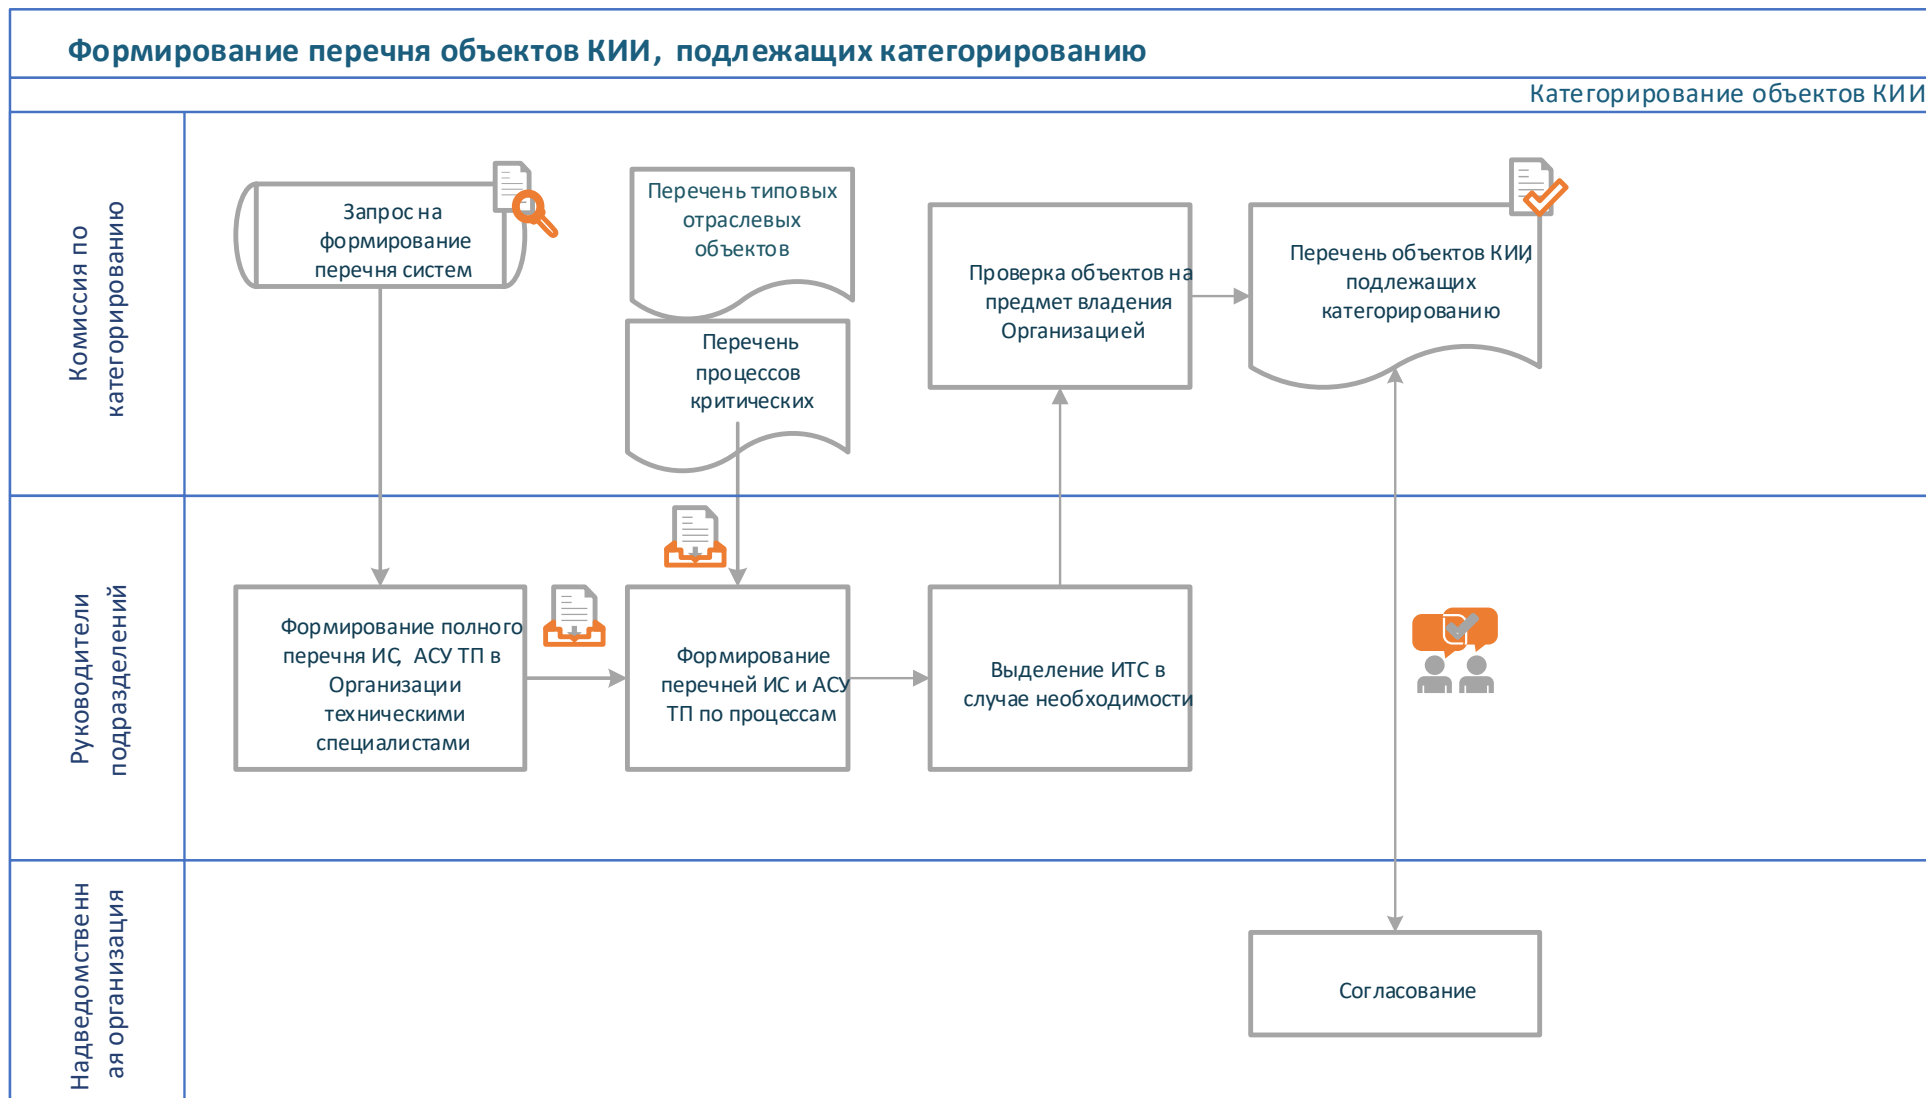 Формирование перечня объектов КИИ, подлежащих категорированию
Категорирование объектов КИИ
Комиссия по
категорированию
Запрос на
формирование
перечня систем
Перечень типовых
отраслевых
объектов
Перечень
процессов
критических
Проверка объектов на
предмет владения
Организацией
Перечень объектов КИИ,
подлежащих
категорированию
Руководители
подразделений
Формирование полного
перечня ИС, АСУ ТП в
Организации
техническими
специалистами
Формирование
перечней ИС и АСУ
ТП по процессам
Выделение ИТС в
случае необходимости
Надведомственн
ая организация
Согласование